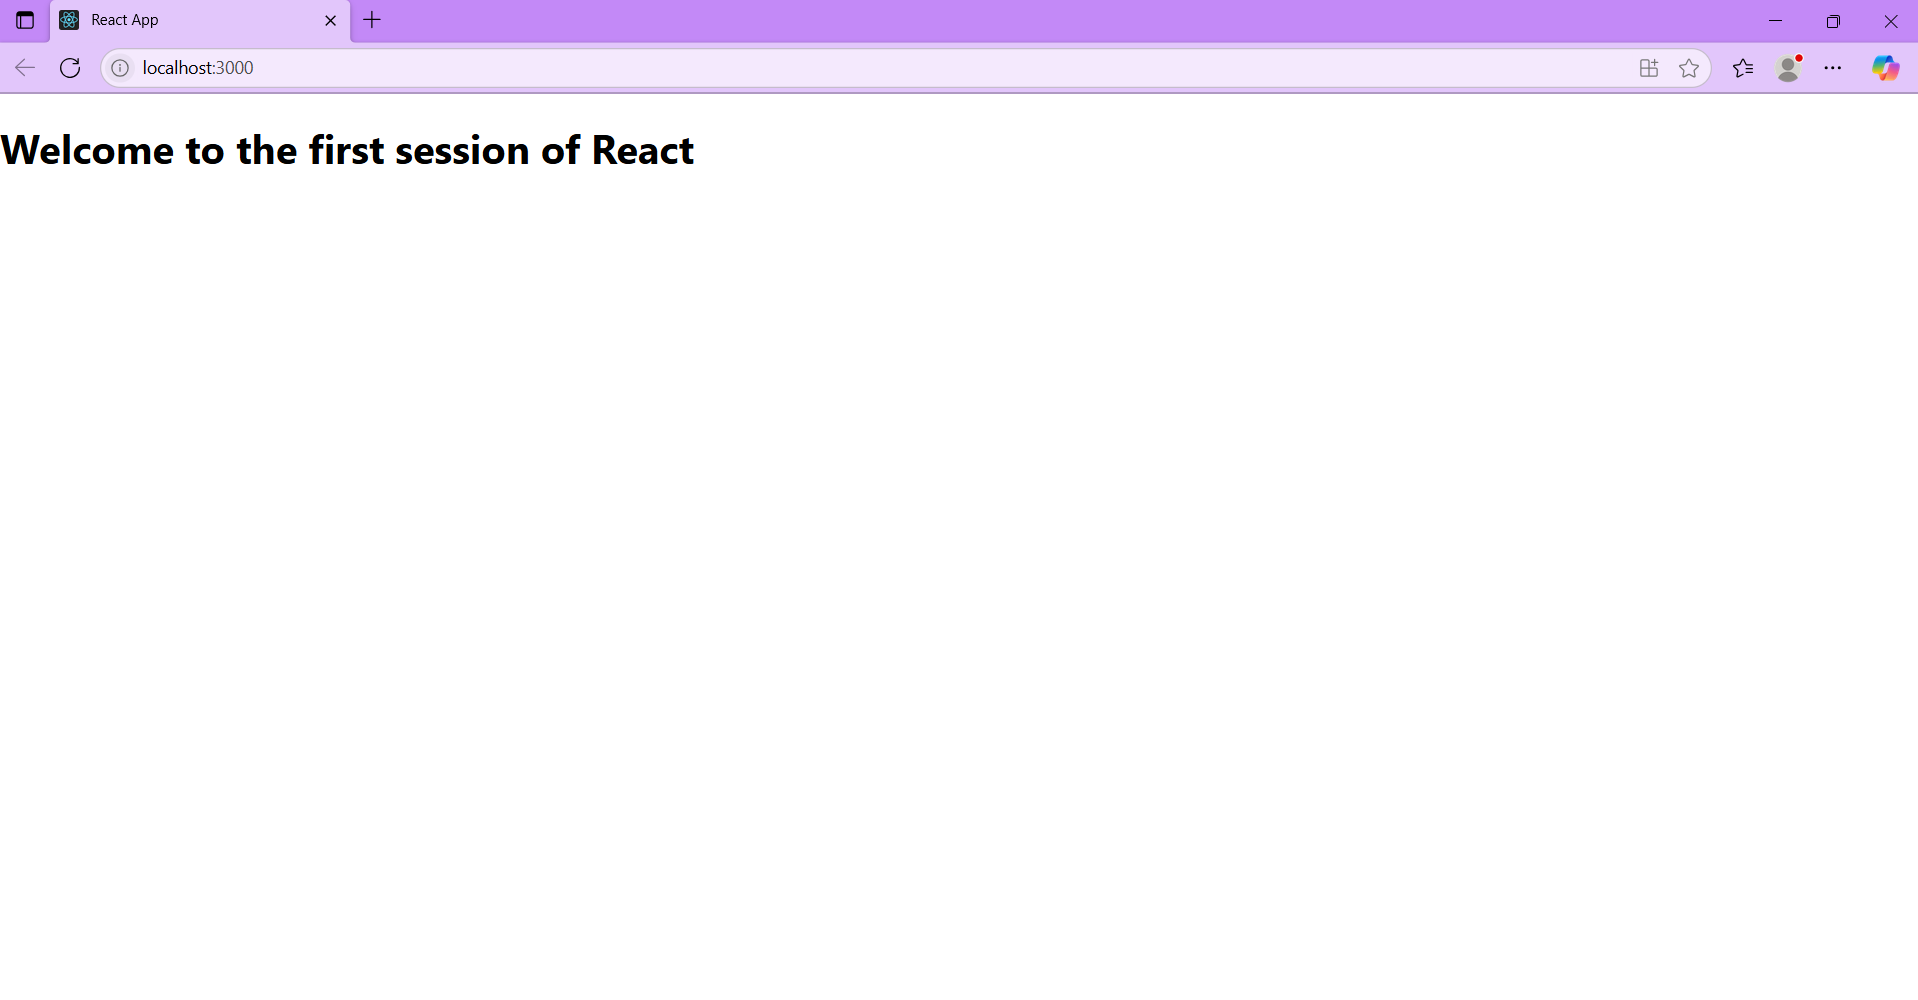 React App
localhost:3000
Welcome to the first session of React